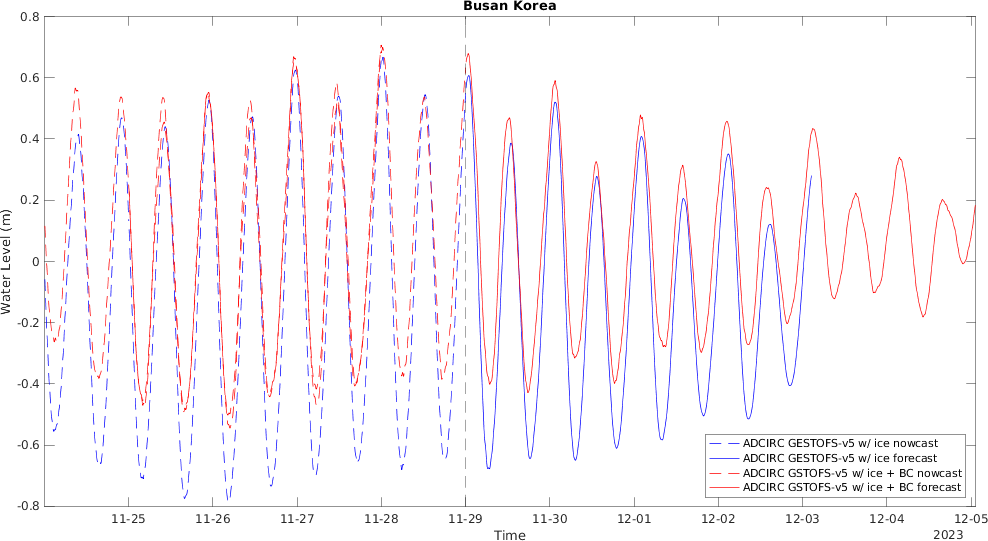 Busan Korea
0.8
0.6
0.4
0.2
0
-0.2
-0.4
-0.6
-0.8
Water Level (m)
11-25 11-26 11-27 11-28 11-29 11-30 12-01 12-02 12-03 12-04 12-05
Time
2023
ADCIRC GESTOFS-v5 w/ ice nowcast
ADCIRC GESTOFS-v5 w/ ice forecast
ADCIRC GSTOFS-v5 w/ ice + BC nowcast
ADCIRC GSTOFS-v5 w/ ice + BC forecast